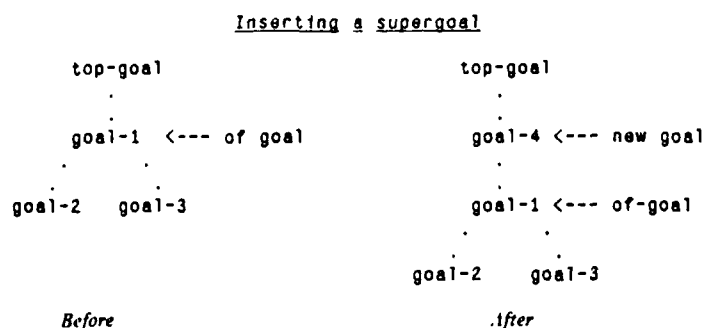 Inserting a supergoal
top-goal top-goal
goal-1 <--- of goal goal-4 <--- new goal
goal-2 goal-3 goal-1 <--- of-goal
goal-2 goal-3
Before After